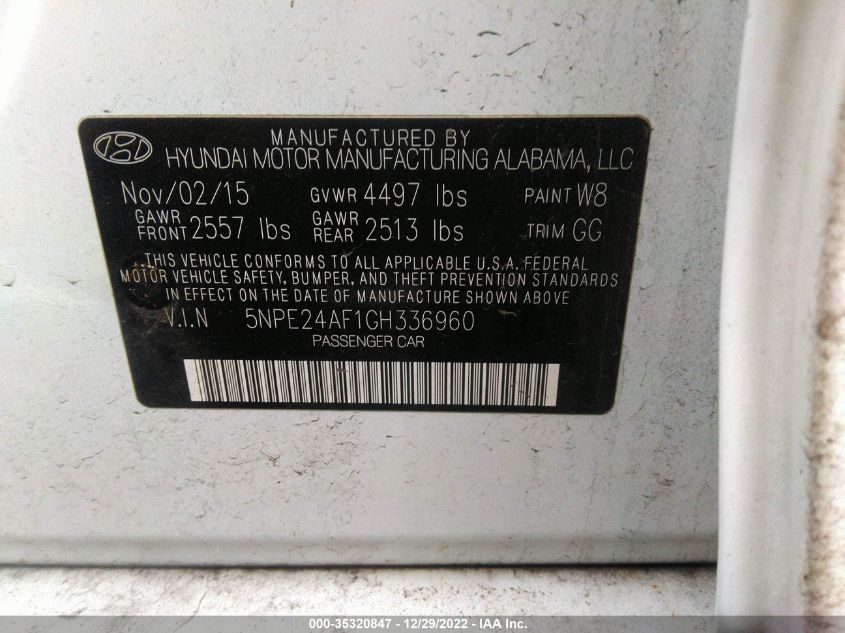 MANUFACTURED BY
HYUNDAI MOTOR MANUFACTURING ALABAMA, LLC
Nov/02/15 GVWR 4497 lbs PAINT W8
GAWR FRONT 2557 lbs GAWR REAR 2513 lbs TRIM GG
THIS VEHICLE CONFORMS TO ALL APPLICABLE U.S.A. FEDERAL
MOTOR VEHICLE SAFETY, BUMPER, AND THEFT PREVENTION STANDARDS
IN EFFECT ON THE DATE OF MANUFACTURE SHOWN ABOVE
V.I.N 5NPE24AF1GH336960
PASSENGER CAR
000-35320847 - 12/29/2022 - IAA Inc.